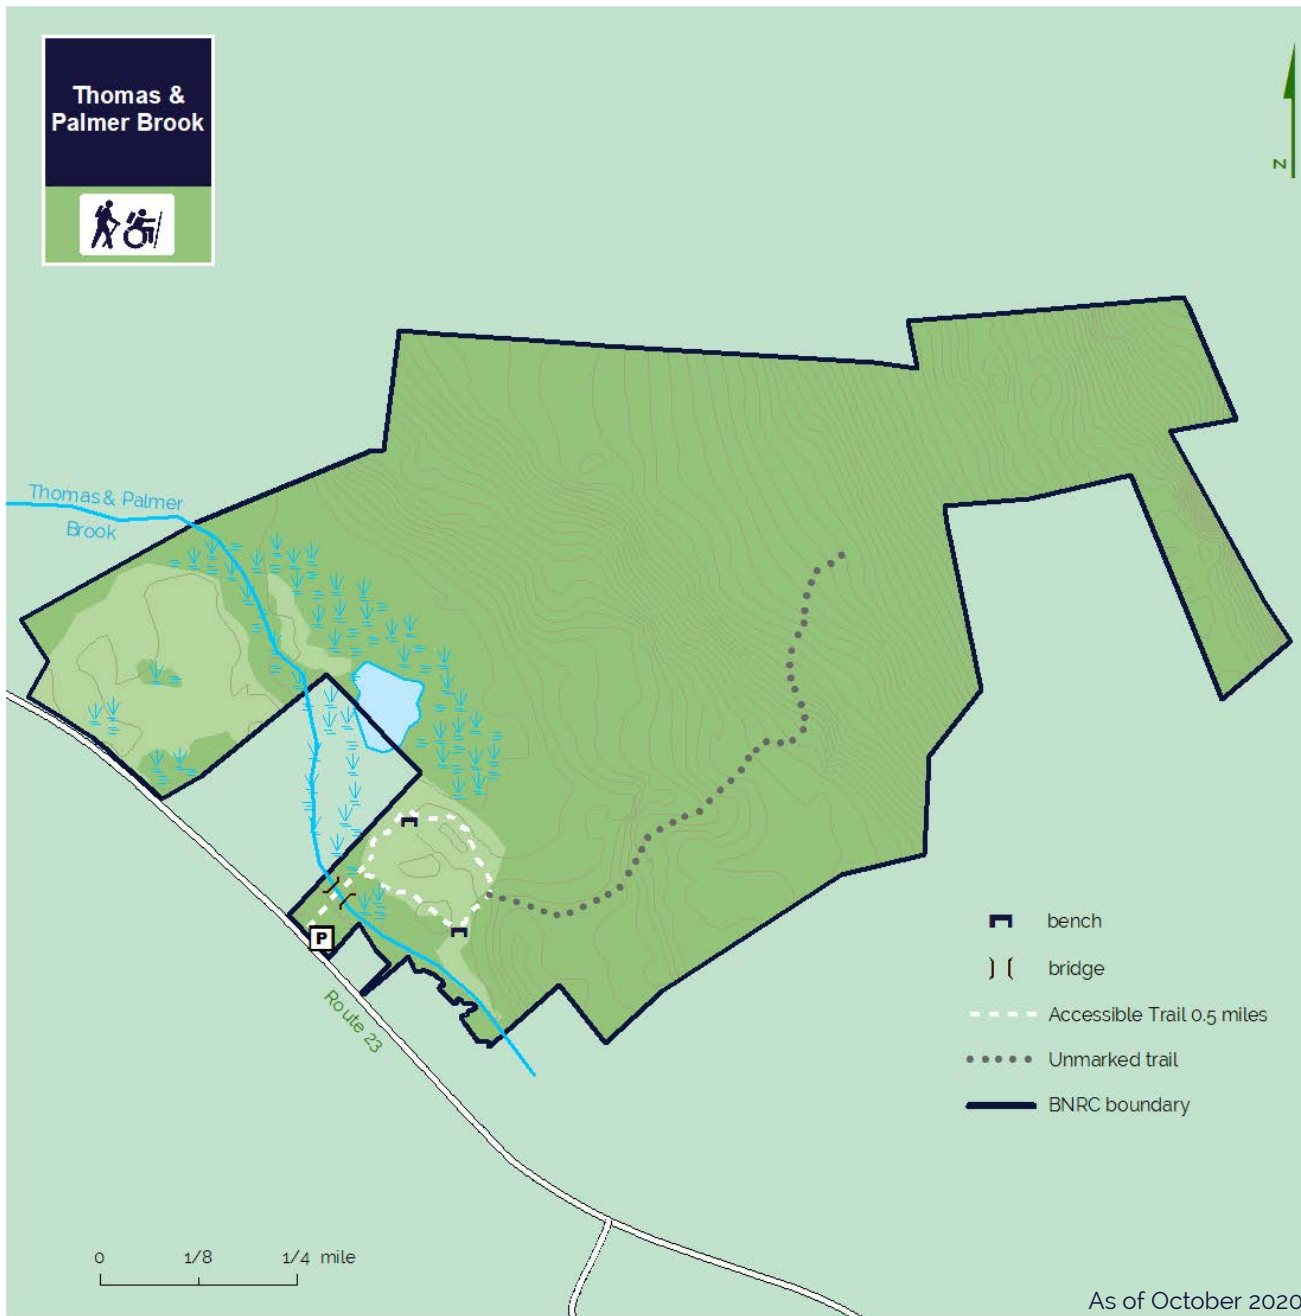 Thomas &
Palmer Brook
N
Thomas & Palmer
Brook
P
Route 23
bench
bridge
Accessible Trail 0.5 miles
Unmarked trail
BNRC boundary
0 1/8 1/4 mile
As of October 2020